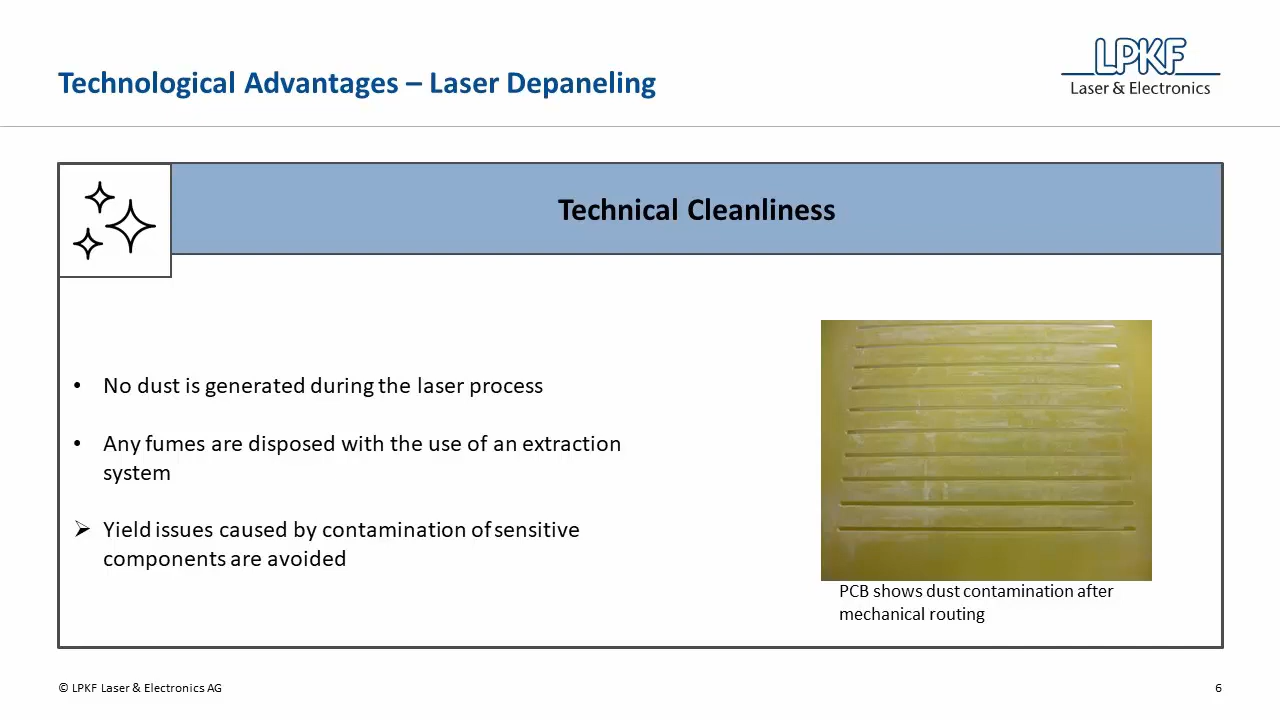 Technological Advantages – Laser Depaneling
LPKF
Laser & Electronics
Technical Cleanliness
• No dust is generated during the laser process
• Any fumes are disposed with the use of an extraction
system
➢ Yield issues caused by contamination of sensitive
components are avoided
PCB shows dust contamination after
mechanical routing
© LPKF Laser & Electronics AG
6